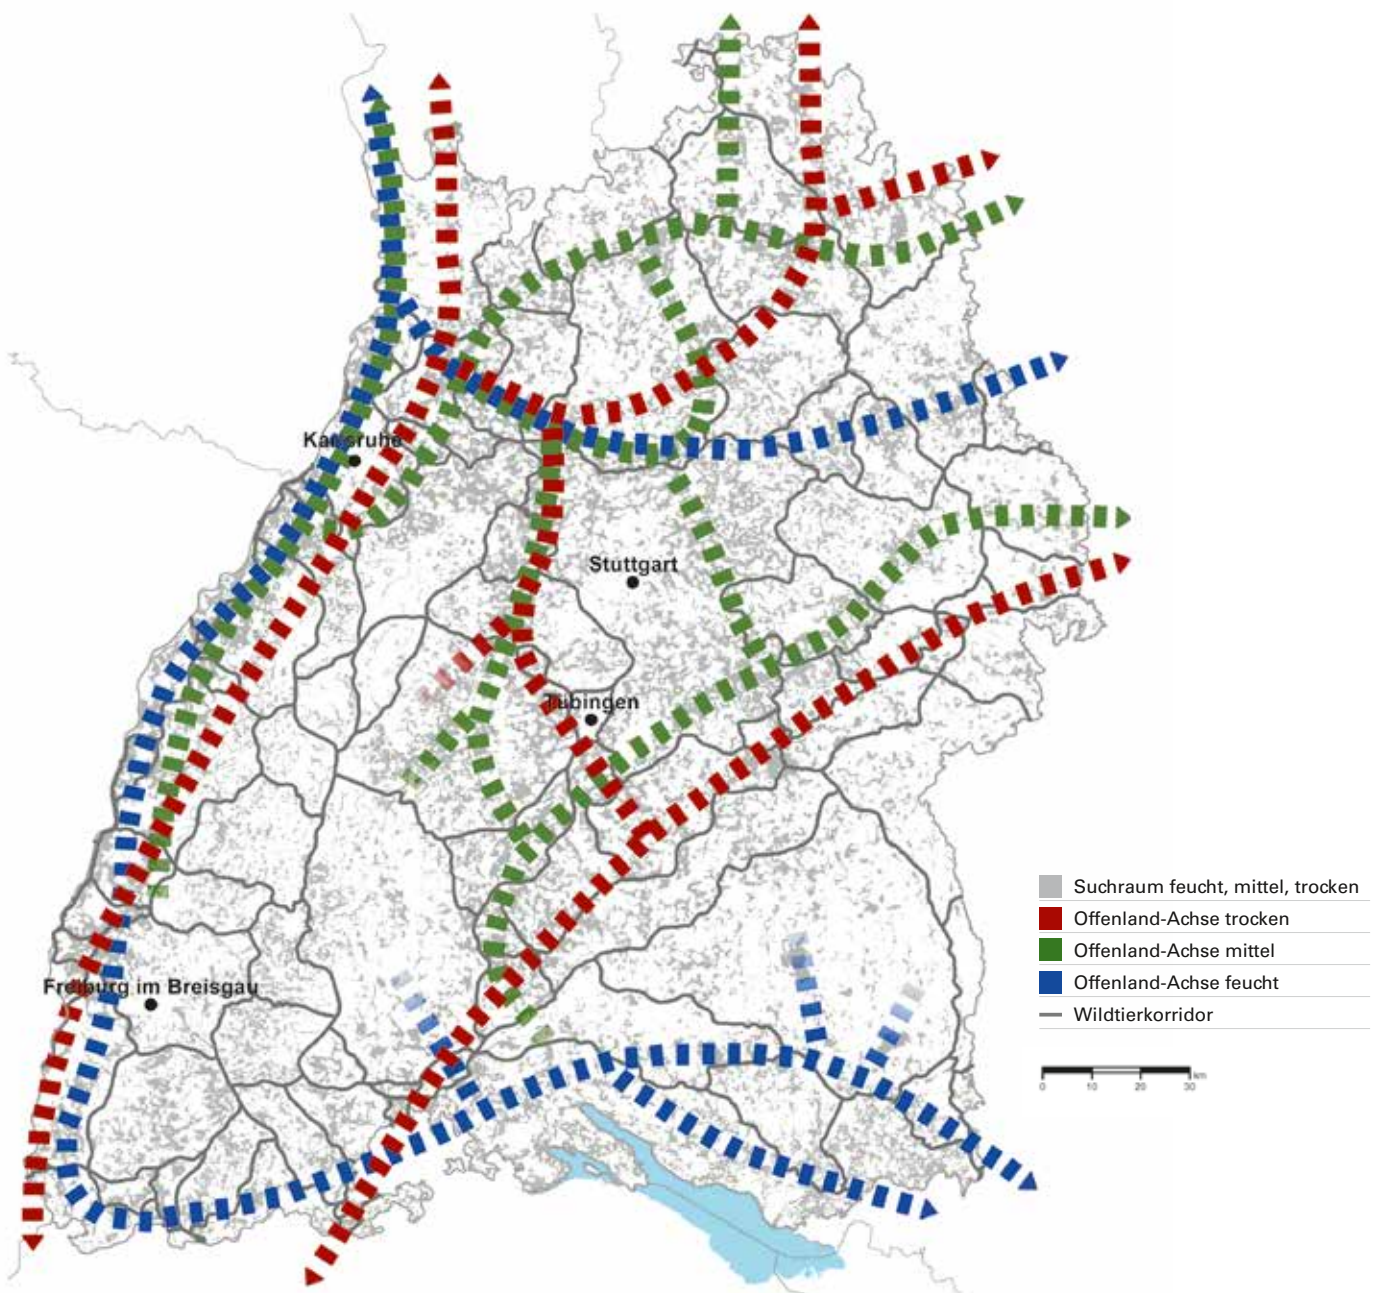 Karlsruhe
Stuttgart
Tübingen
Freiburg im Breisgau
Suchraum feucht, mittel, trocken
Offenland-Achse trocken
Offenland-Achse mittel
Offenland-Achse feucht
Wildtierkorridor
km
0 10 20 30